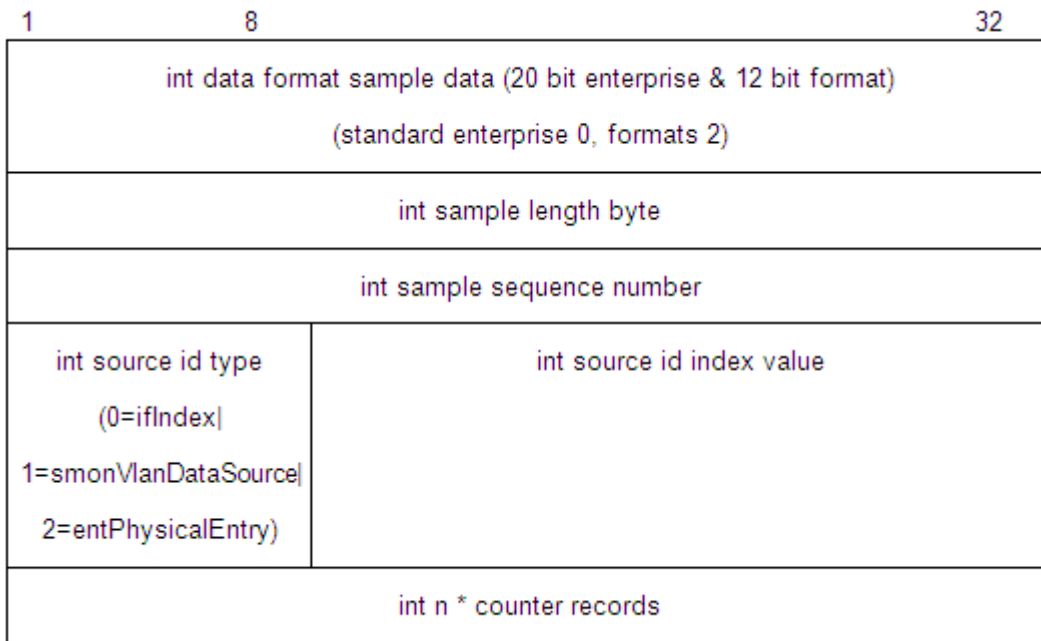 1 8 32
int data format sample data (20 bit enterprise & 12 bit format)
(standard enterprise 0, formats 2)
int sample length byte
int sample sequence number
int source id type
(0=ifIndex|
1=smonVlanDataSource|
2=entPhysicalEntry)
int source id index value
int n * counter records